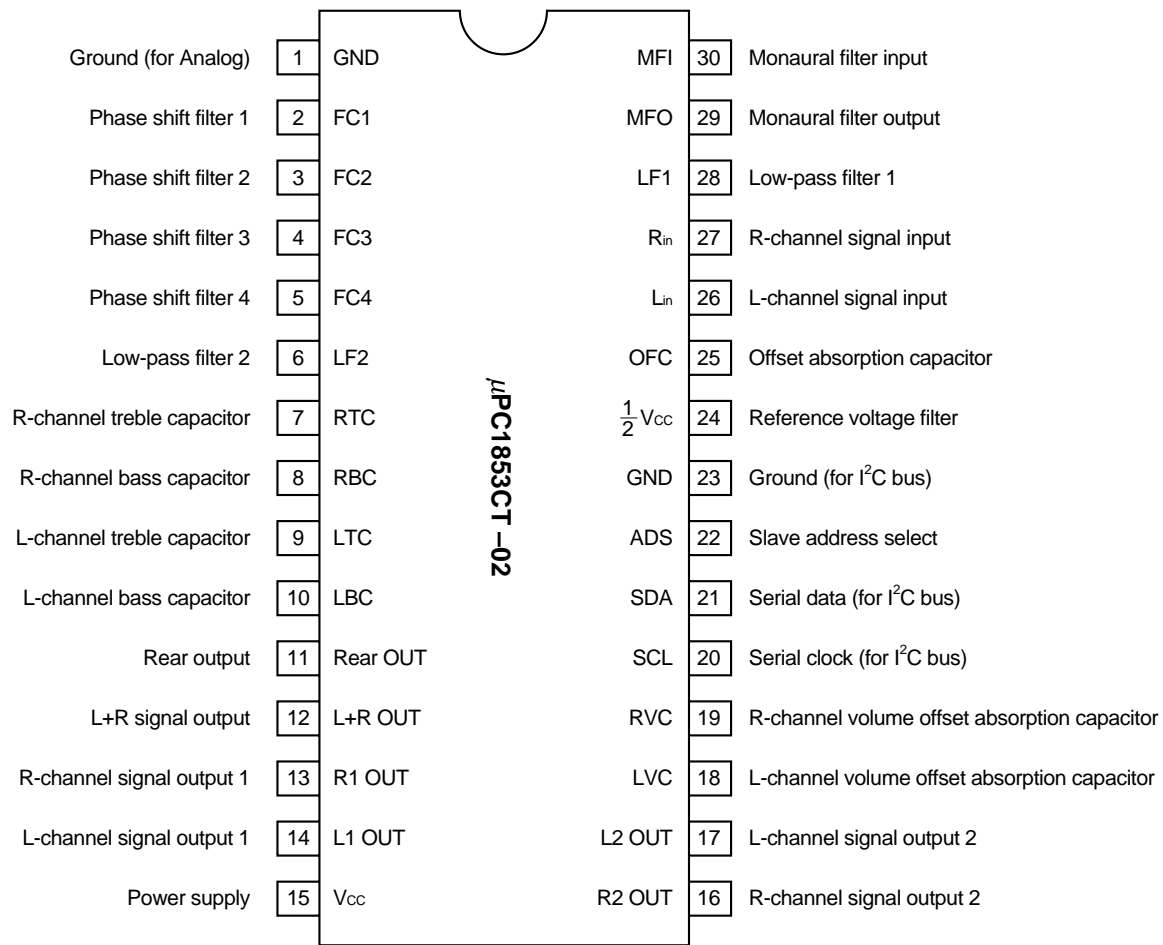 Ground (for Analog) 1 GND MFI 30 Monaural filter input
Phase shift filter 1 2 FC1 MFO 29 Monaural filter output
Phase shift filter 2 3 FC2 LF1 28 Low-pass filter 1
Phase shift filter 3 4 FC3 Rin 27 R-channel signal input
Phase shift filter 4 5 FC4 Lin 26 L-channel signal input
Low-pass filter 2 6 LF2 OFC 25 Offset absorption capacitor
R-channel treble capacitor 7 RTC 1/2 VCC 24 Reference voltage filter
R-channel bass capacitor 8 RBC GND 23 Ground (for I²C bus)
L-channel treble capacitor 9 LTC ADS 22 Slave address select
L-channel bass capacitor 10 LBC SDA 21 Serial data (for I²C bus)
Rear output 11 Rear OUT SCL 20 Serial clock (for I²C bus)
L+R signal output 12 L+R OUT RVC 19 R-channel volume offset absorption capacitor
R-channel signal output 1 13 R1 OUT LVC 18 L-channel volume offset absorption capacitor
L-channel signal output 1 14 L1 OUT L2 OUT 17 L-channel signal output 2
Power supply 15 VCC R2 OUT 16 R-channel signal output 2
µPC1853CT –02